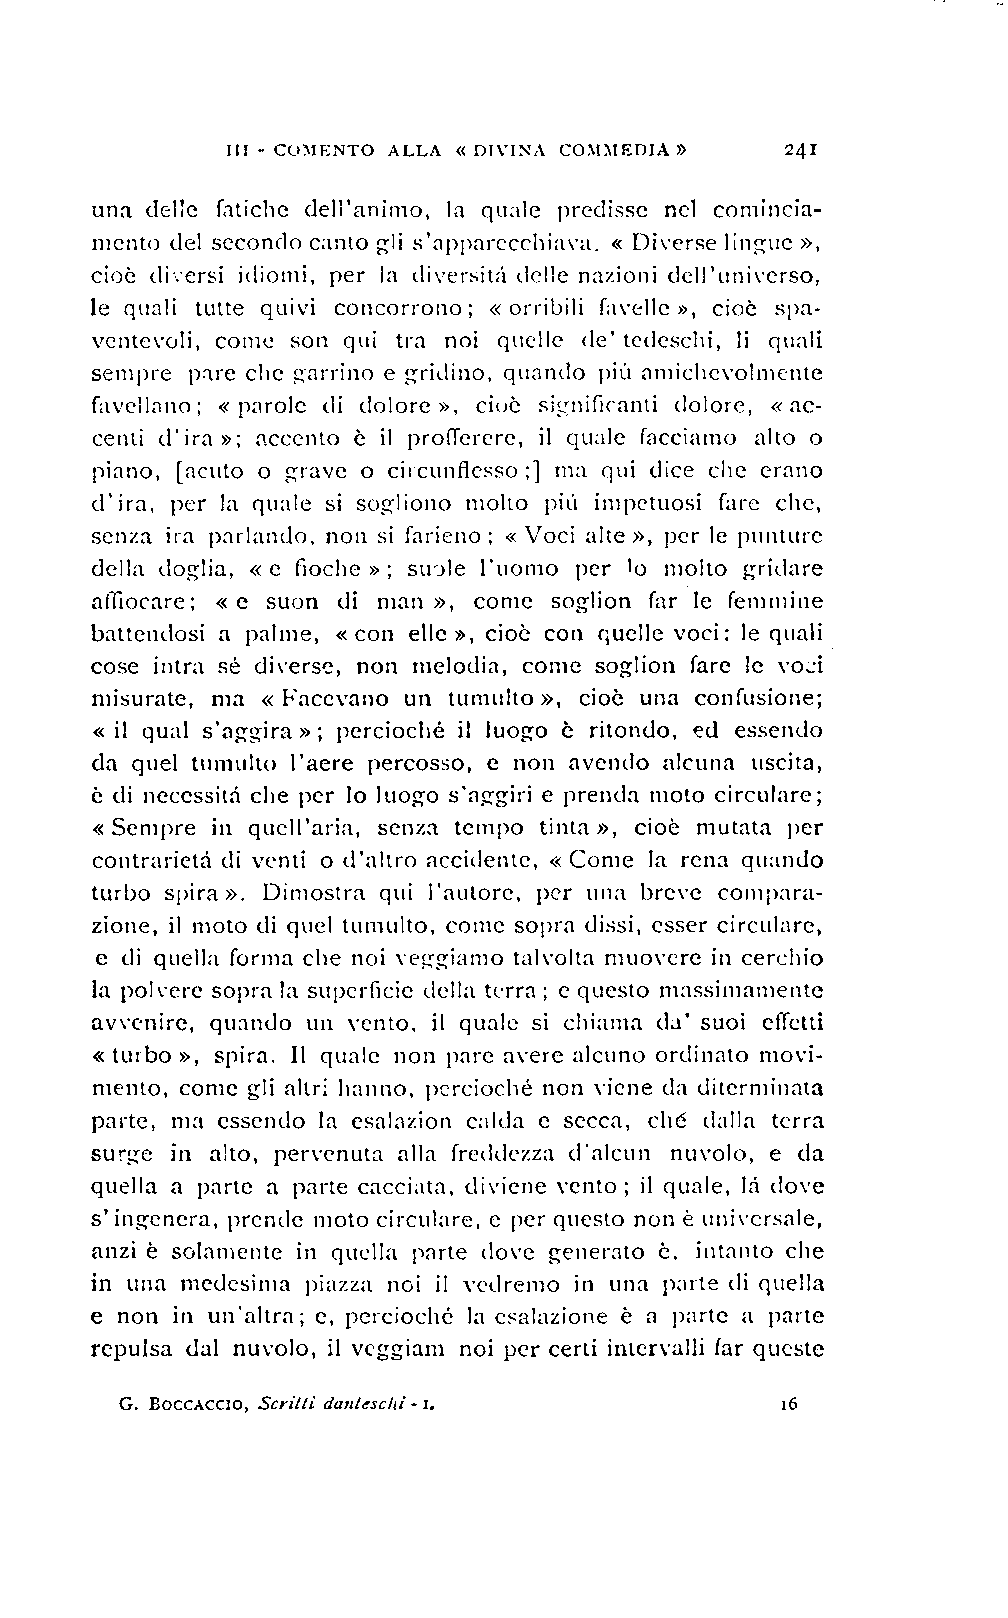 III - COMENTO ALLA « DIVINA COMMEDIA » 241
una delle fatiche dell'animo, la quale predisse nel comincia-
mento del secondo canto gli s'apparecchiava. « Diverse lingue »,
cioè diversi idiomi, per la diversitá delle nazioni dell'universo,
le quali tutte quivi concorrono; « orribili favelle », cioè spa-
ventevoli, come son qui tra noi quelle de' tedeschi, li quali
sempre pare che garrino e gridino, quando piú amichevolmente
favellano; « parole di dolore », cioè significanti dolore, « ac-
centi d'ira »; accento è il profferere, il quale facciamo alto o
piano, [acuto o grave o circunflesso;] ma qui dice che erano
d'ira, per la quale si sogliono molto piú impetuosi fare che,
senza ira parlando, non si farieno; « Voci alte », per le punture
della doglia, « e fioche »; suole l'uomo per lo molto gridare
affiocare; « e suon di man », come soglion far le femmine
battendosi a palme, « con elle », cioè con quelle voci: le quali
cose intra sé diverse, non melodia, come soglion fare le voci
misurate, ma « Facevano un tumulto », cioè una confusione;
« il qual s'aggira »; percioché il luogo è ritondo, ed essendo
da quel tumulto l'aere percosso, e non avendo alcuna uscita,
è di necessitá che per lo luogo s'aggiri e prenda moto circulare;
« Sempre in quell'aria, senza tempo tinta », cioè mutata per
contrarietá di venti o d'altro accidente, « Come la rena quando
turbo spira ». Dimostra qui l'autore, per una breve compara-
zione, il moto di quel tumulto, come sopra dissi, esser circulare,
e di quella forma che noi veggiamo talvolta muovere in cerchio
la polvere sopra la superficie della terra; e questo massimamente
avvenire, quando un vento, il quale si chiama da' suoi effetti
« turbo », spira. Il quale non pare avere alcuno ordinato movi-
mento, come gli altri hanno, percioché non viene da diterminata
parte, ma essendo la esalazion calda e secca, ché dalla terra
surge in alto, pervenuta alla freddezza d'alcun nuvolo, e da
quella a parte a parte cacciata, diviene vento; il quale, lá dove
s'ingenera, prende moto circulare, e per questo non è universale,
anzi è solamente in quella parte dove generato è, intanto che
in una medesima piazza noi il vedremo in una parte di quella
e non in un'altra; e, percioché la esalazione è a parte a parte
repulsa dal nuvolo, il veggiam noi per certi intervalli far queste
G. BOCCACCIO, Scritti danteschi - I. 16